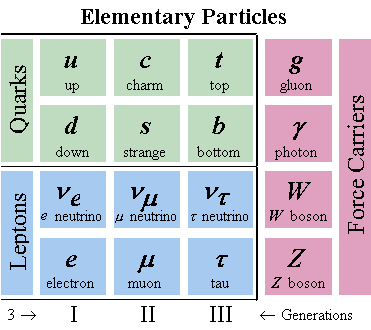 Elementary Particles
Quarks
u c t g
up charm top gluon
d s b γ
down strange bottom photon
Leptons
νe νμ ντ W
e neutrino μ neutrino τ neutrino W boson
e μ τ Z
electron muon tau Z boson
Force Carriers
3 → I II III ← Generations